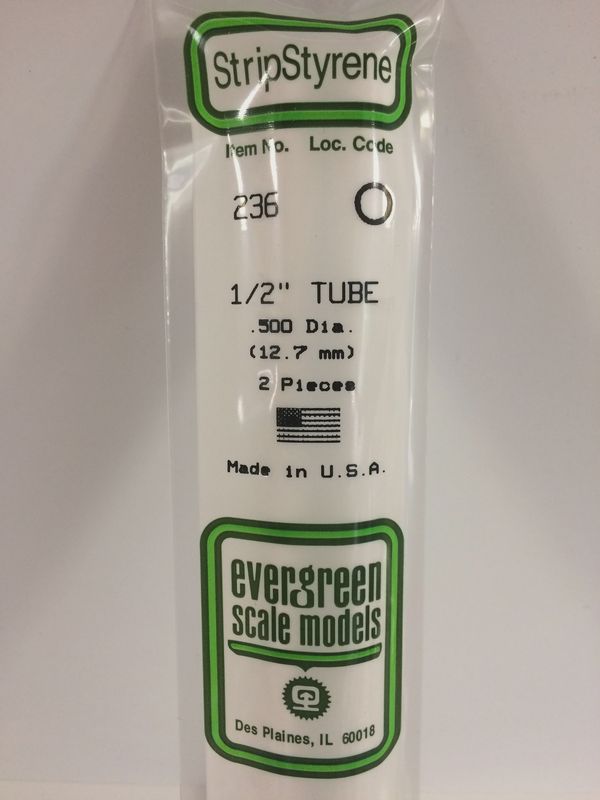 StripStyrene
Item No. Loc. Code
236
1/2" TUBE
.500 Dia.
(12.7 mm)
2 Pieces
Made in U.S.A.
evergreen
scale models
Des Plaines, IL 60018